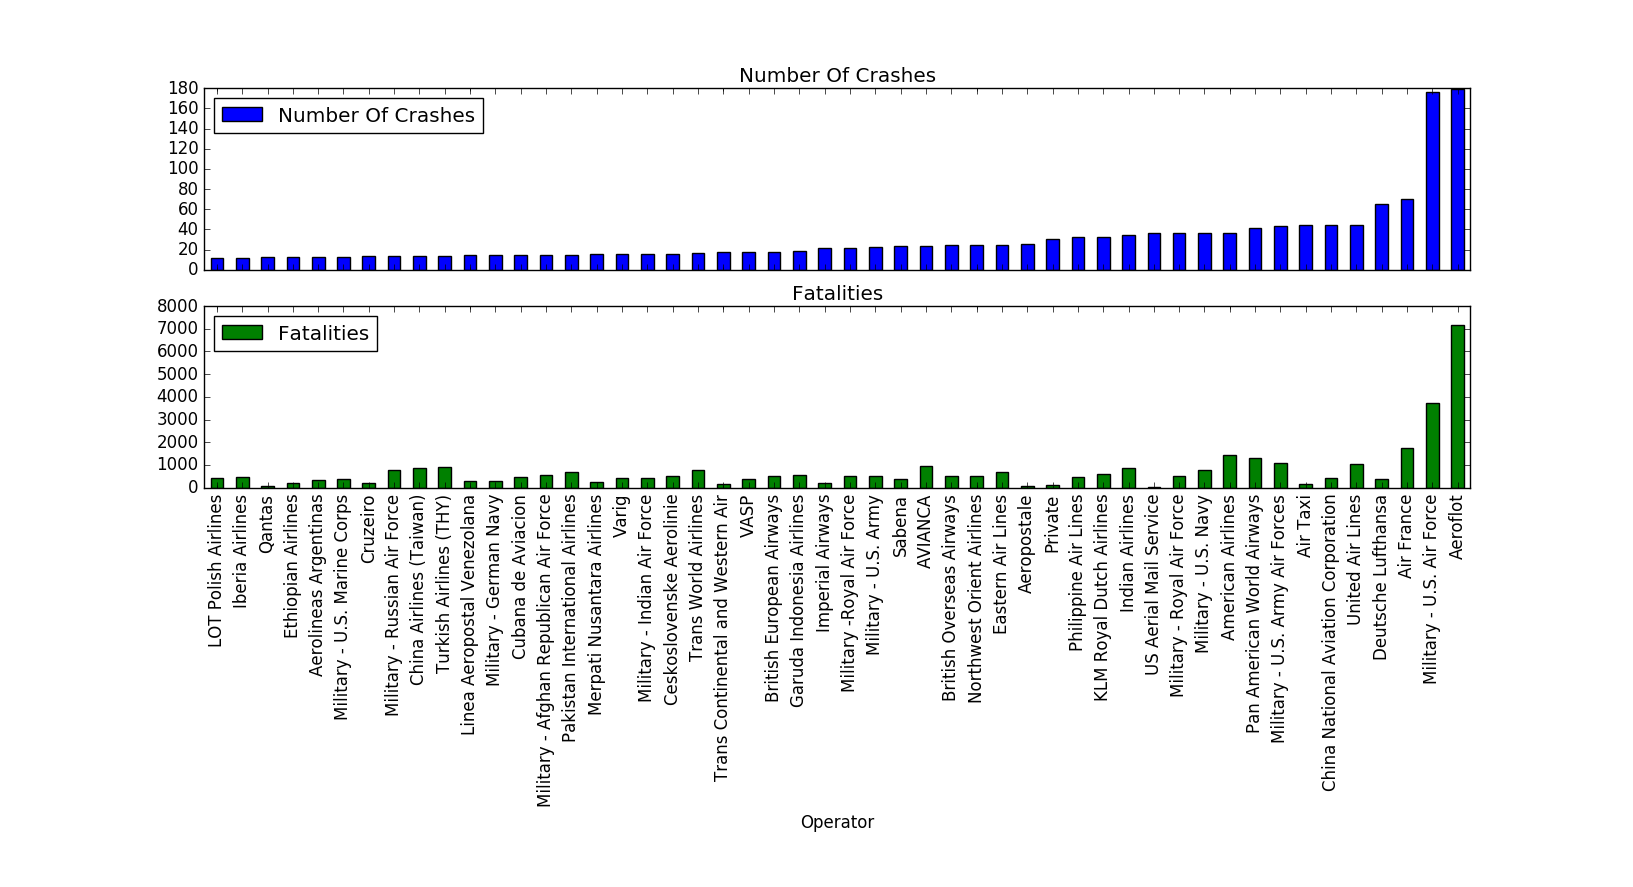 Number Of Crashes
180
160
140
120
100
80
60
40
20
0
Number Of Crashes
Fatalities
8000
7000
6000
5000
4000
3000
2000
1000
0
Fatalities
LOT Polish Airlines
Iberia Airlines
Qantas
Ethiopian Airlines
Aerolineas Argentinas
Military - U.S. Marine Corps
Cruzeiro
Military - Russian Air Force
China Airlines (Taiwan)
Turkish Airlines (THY)
Linea Aeropostal Venezolana
Military - German Navy
Cubana de Aviacion
Military - Afghan Republican Air Force
Pakistan International Airlines
Merpati Nusantara Airlines
Varig
Military - Indian Air Force
Ceskoslovenske Aerolinie
Trans World Airlines
Trans Continental and Western Air
VASP
British European Airways
Garuda Indonesia Airlines
Imperial Airways
Military -Royal Air Force
Military - U.S. Army
Sabena
AVIANCA
British Overseas Airways
Northwest Orient Airlines
Eastern Air Lines
Aeropostale
Private
Philippine Air Lines
KLM Royal Dutch Airlines
Indian Airlines
US Aerial Mail Service
Military - Royal Air Force
Military - U.S. Navy
American Airlines
Pan American World Airways
Military - U.S. Army Air Forces
Air Taxi
China National Aviation Corporation
United Air Lines
Deutsche Lufthansa
Air France
Military - U.S. Air Force
Aeroflot
Operator